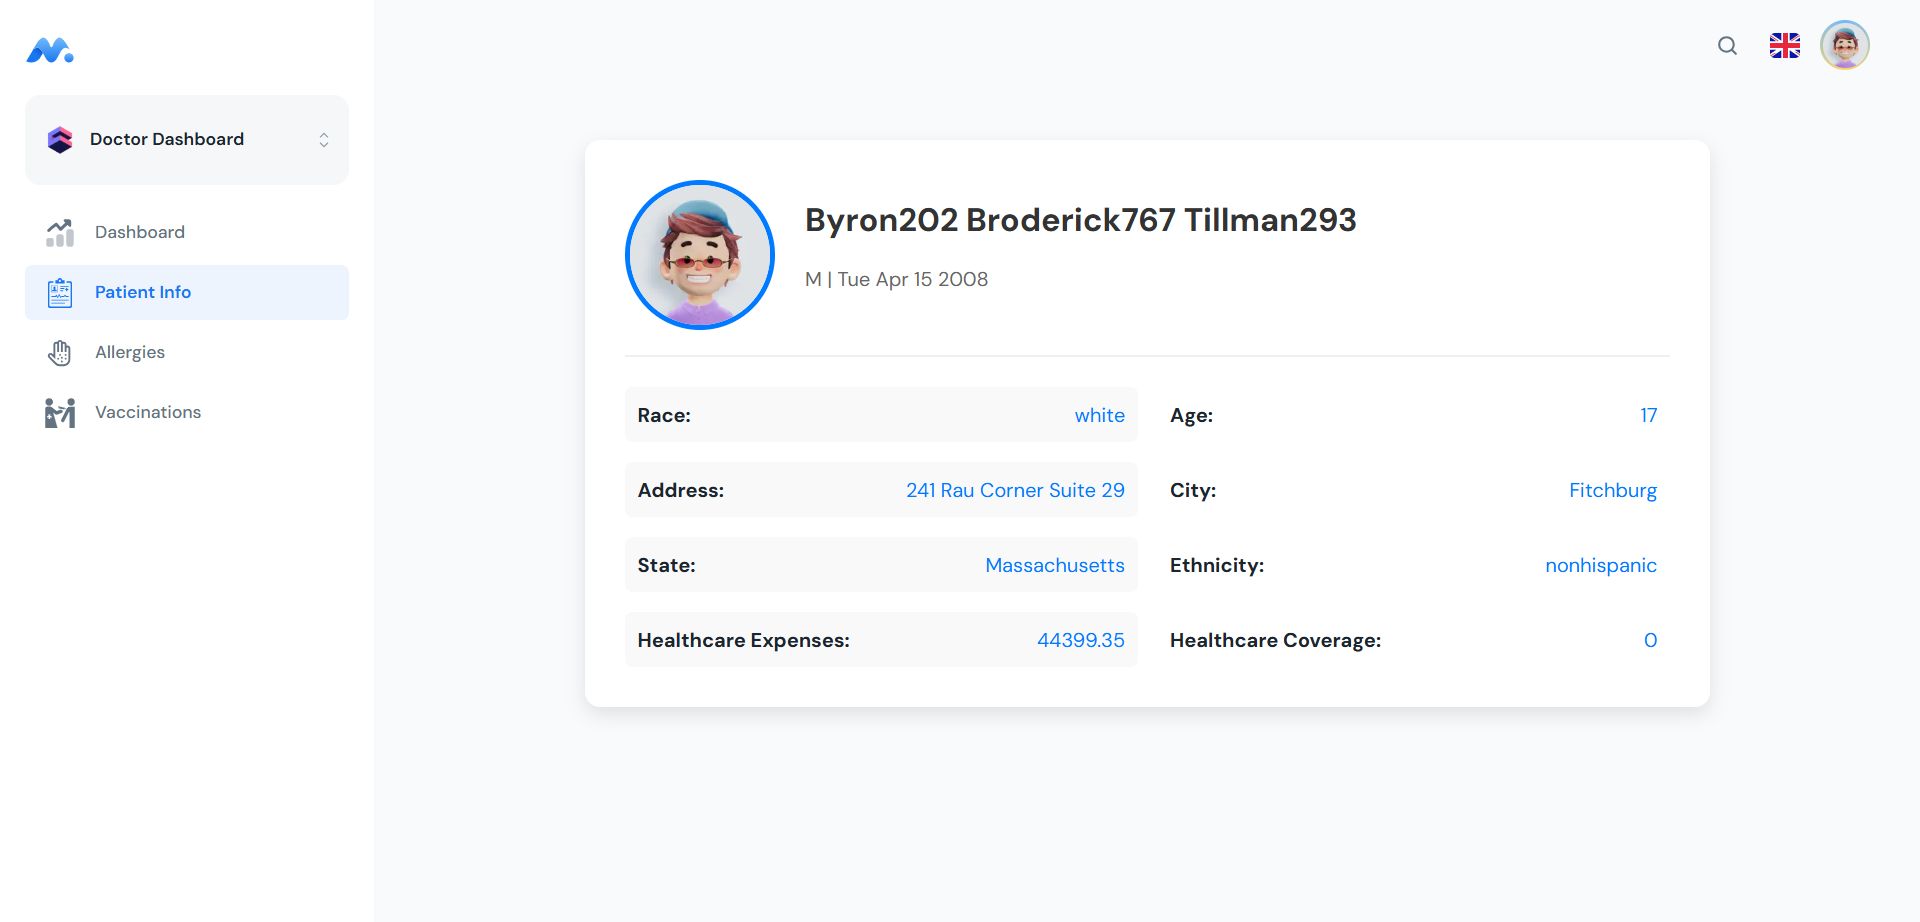 Doctor Dashboard
Dashboard
Patient Info
Allergies
Vaccinations
Byron202 Broderick767 Tillman293
M | Tue Apr 15 2008
Race: white
Age: 17
Address: 241 Rau Corner Suite 29
City: Fitchburg
State: Massachusetts
Ethnicity: nonhispanic
Healthcare Expenses: 44399.35
Healthcare Coverage: 0